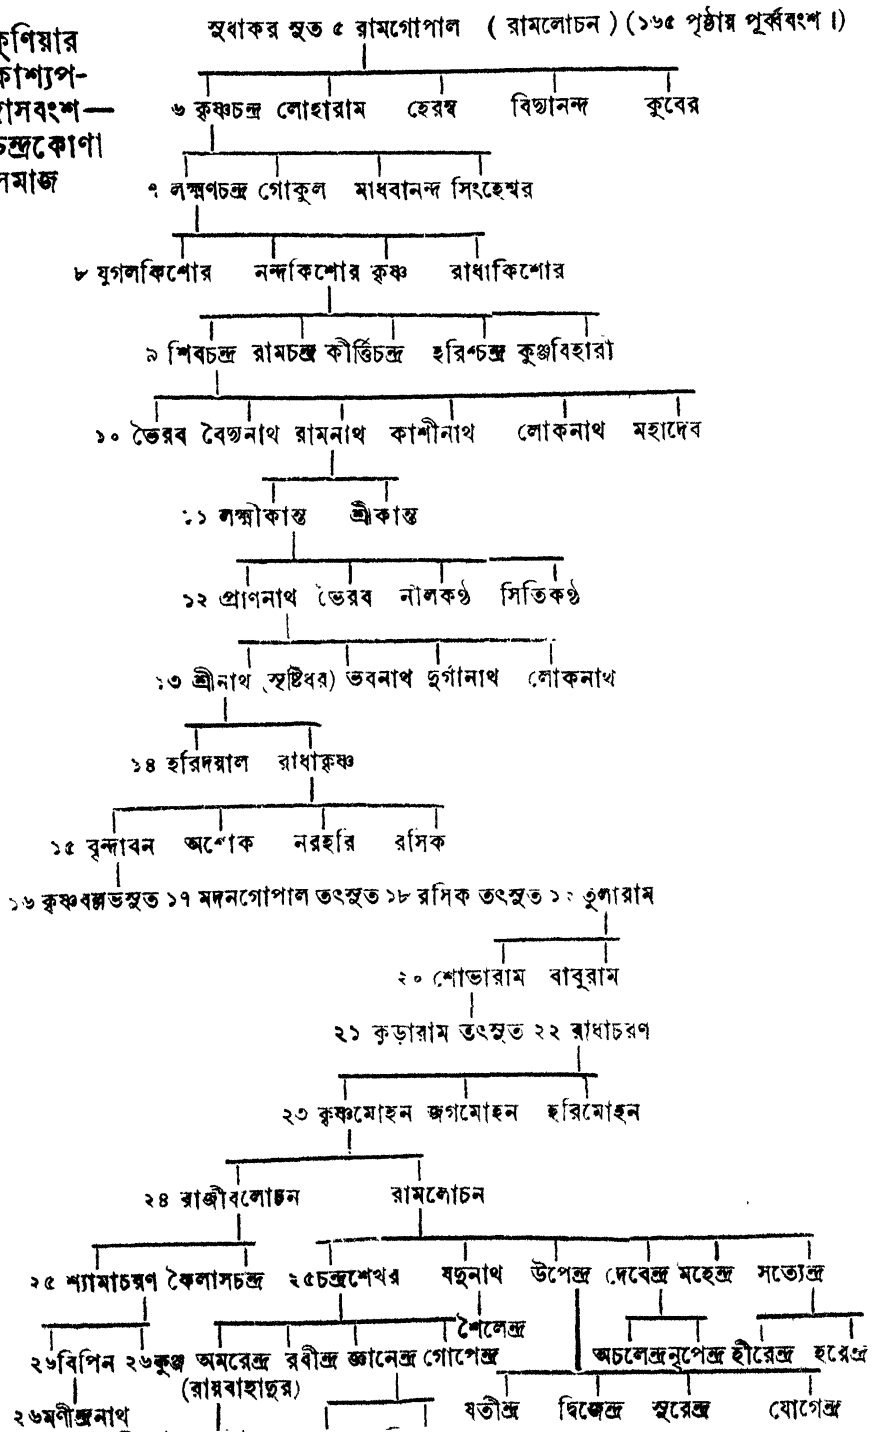 সুধাকর সুত ৫ রামগোপাল ( রামলোচন ) (১৬৫ পৃষ্ঠায় পূর্ব্ববংশ।)
কাশ্যপ-
চন্দ্রকোণা
সমাজ
৬ কৃষ্ণচন্দ্র লোহারাম হেরম্ব বিদ্যানন্দ কুবের
৭ লক্ষ্মণচন্দ্র গোকুল মাধবানন্দ সিংহেশ্বর
৮ যুগলকিশোর নন্দকিশোর কৃষ্ণ রাধাকিশোর
৯ শিবচন্দ্র রামচন্দ্র কীর্ত্তিচন্দ্র হরিশ্চন্দ্র কুঞ্জবিহারী
১০ ভৈরব বৈদ্যনাথ রামনাথ কাশীনাথ লোকনাথ মহাদেব
১১ লক্ষ্মীকান্ত শ্রীকান্ত
১২ প্রাণনাথ ভৈরব নীলকণ্ঠ সিতিকণ্ঠ
১৩ শ্রীনাথ (সৃষ্টিধর) ভবনাথ দুর্গানাথ লোকনাথ
১৪ হরিদয়াল রাধাকৃষ্ণ
১৫ বৃন্দাবন অশোক নরহরি রসিক
১৬ কৃষ্ণবল্লভসুত ১৭ মদনগোপাল তৎসুত ১৮ রসিক তৎসুত তুলারাম
২০ শোভারাম বাবুরাম
২১ কুড়ারাম তৎসুত ২২ রাধাচরণ
২৩ কৃষ্ণমোহন জগমোহন হরিমোহন
২৪ রাজীবলোচন রামলোচন
২৫ শ্যামাচরণ কৈলাসচন্দ্র ২৫চন্দ্রশেখর যদুনাথ উপেন্দ্র দেবেন্দ্র মহেন্দ্র সত্যেন্দ্র
শৈলেন্দ্র
২৬বিপিন ২৬কুঞ্জ অমরেন্দ্র রবীন্দ্র জ্ঞানেন্দ্র গোপেন্দ্র অচলেন্দ্র নৃপেন্দ্র হীরেন্দ্র হরেন্দ্র
(রায়বাহাদুর)
২৬মণীন্দ্রনাথ যতীন্দ্র দ্বিজেন্দ্র সুরেন্দ্র যোগেন্দ্র